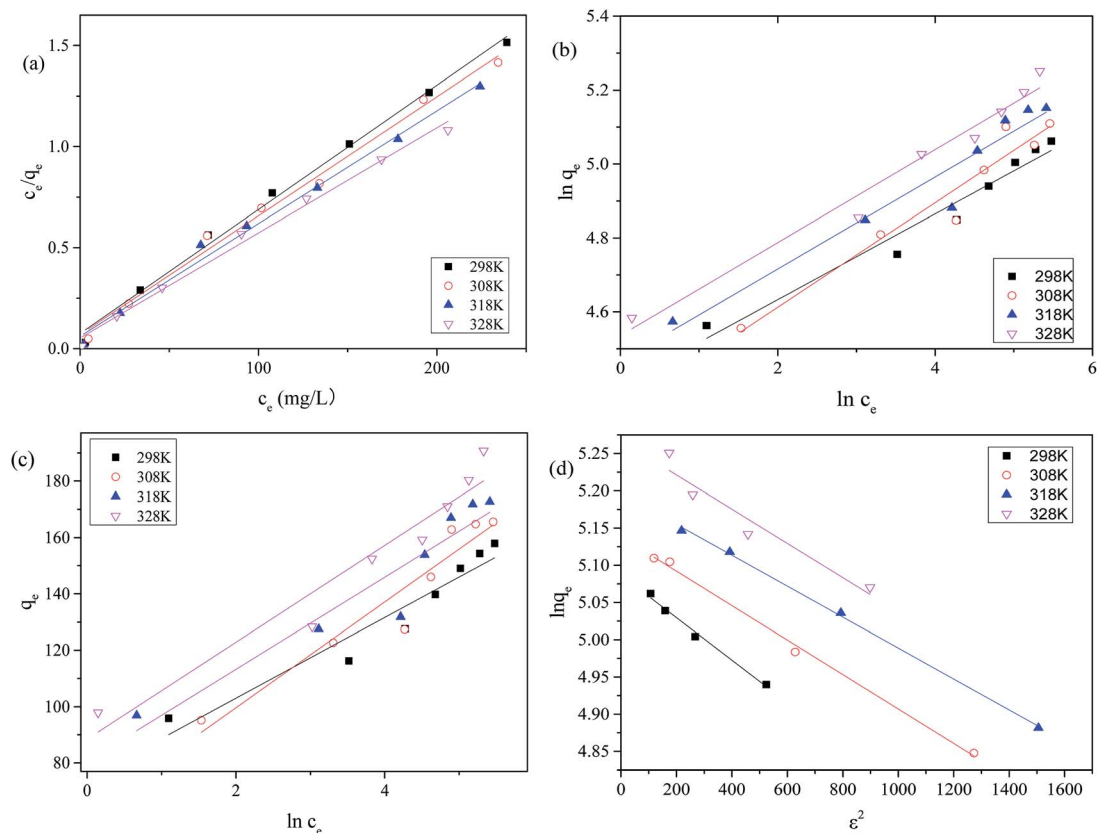 (a)
1.5
1.0
0.5
0.0
0
100
200
c_e/q_e
c_e (mg/L)
298K
308K
318K
328K
(b)
5.4
5.2
5.0
4.8
4.6
0
2
4
6
ln q_e
ln c_e
298K
308K
318K
328K
(c)
180
160
140
120
100
80
0
2
4
q_e
ln c_e
298K
308K
318K
328K
(d)
5.25
5.20
5.15
5.10
5.05
5.00
4.95
4.90
4.85
0
200
400
600
800
1000
1200
1400
1600
lnq_e
ε²
298K
308K
318K
328K